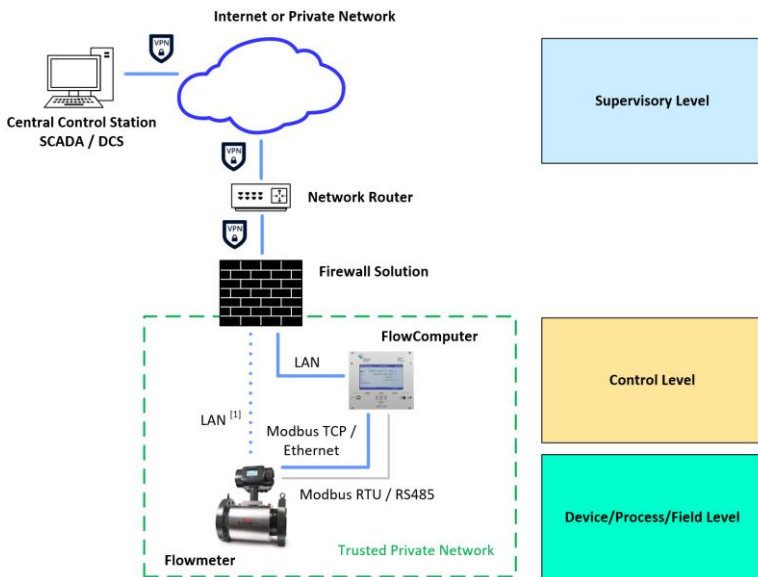 Internet or Private Network
VPN
Central Control Station
SCADA / DCS
Supervisory Level
VPN
Network Router
VPN
Firewall Solution
FlowComputer
LAN
Control Level
LAN [1]
Modbus TCP /
Ethernet
Modbus RTU / RS485
Device/Process/Field Level
Flowmeter
Trusted Private Network